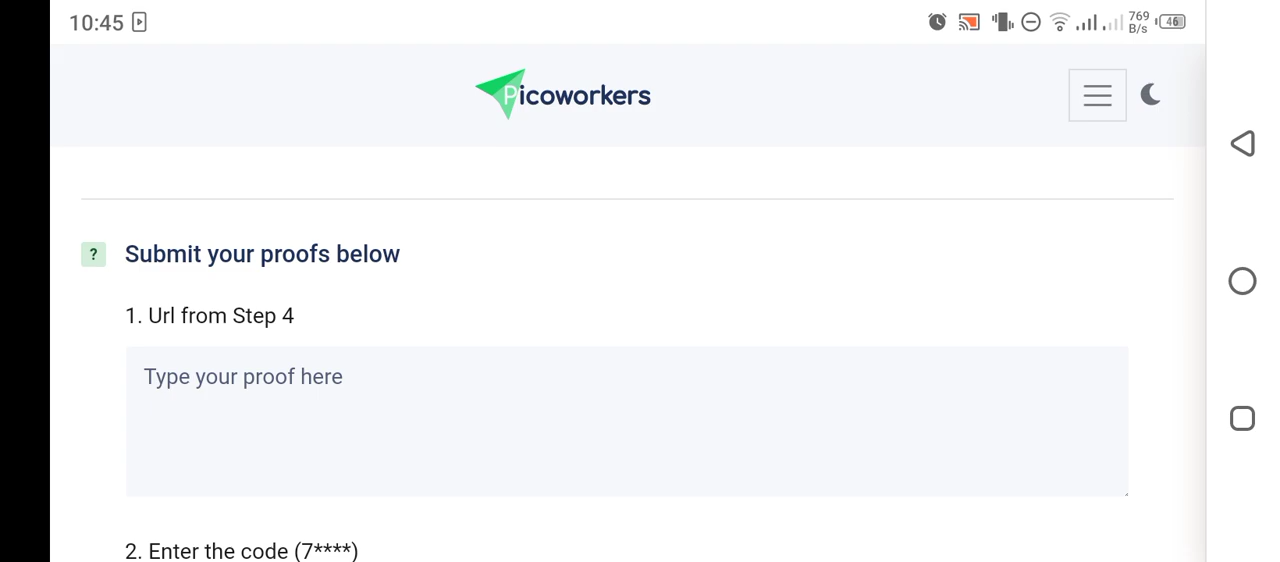 10:45
769
B/s
46
Picoworkers
? Submit your proofs below
1. Url from Step 4
Type your proof here
2. Enter the code (7****)